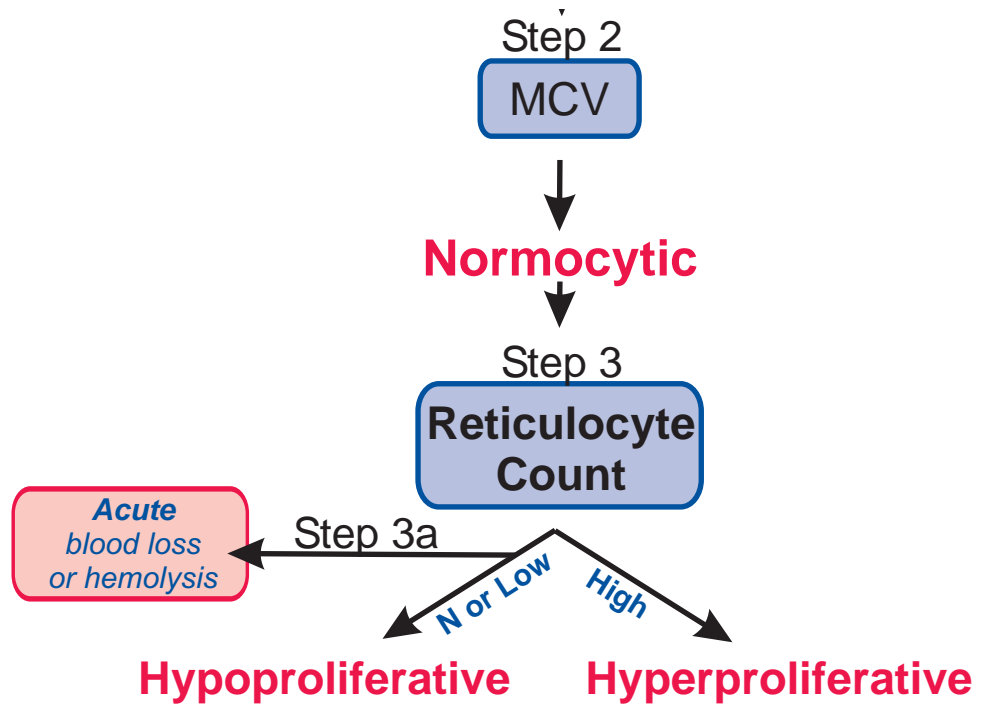 Step 2
MCV
Normocytic
Step 3
Reticulocyte
Count
Acute
blood loss
or hemolysis
Step 3a
N or Low
High
Hypoproliferative
Hyperproliferative